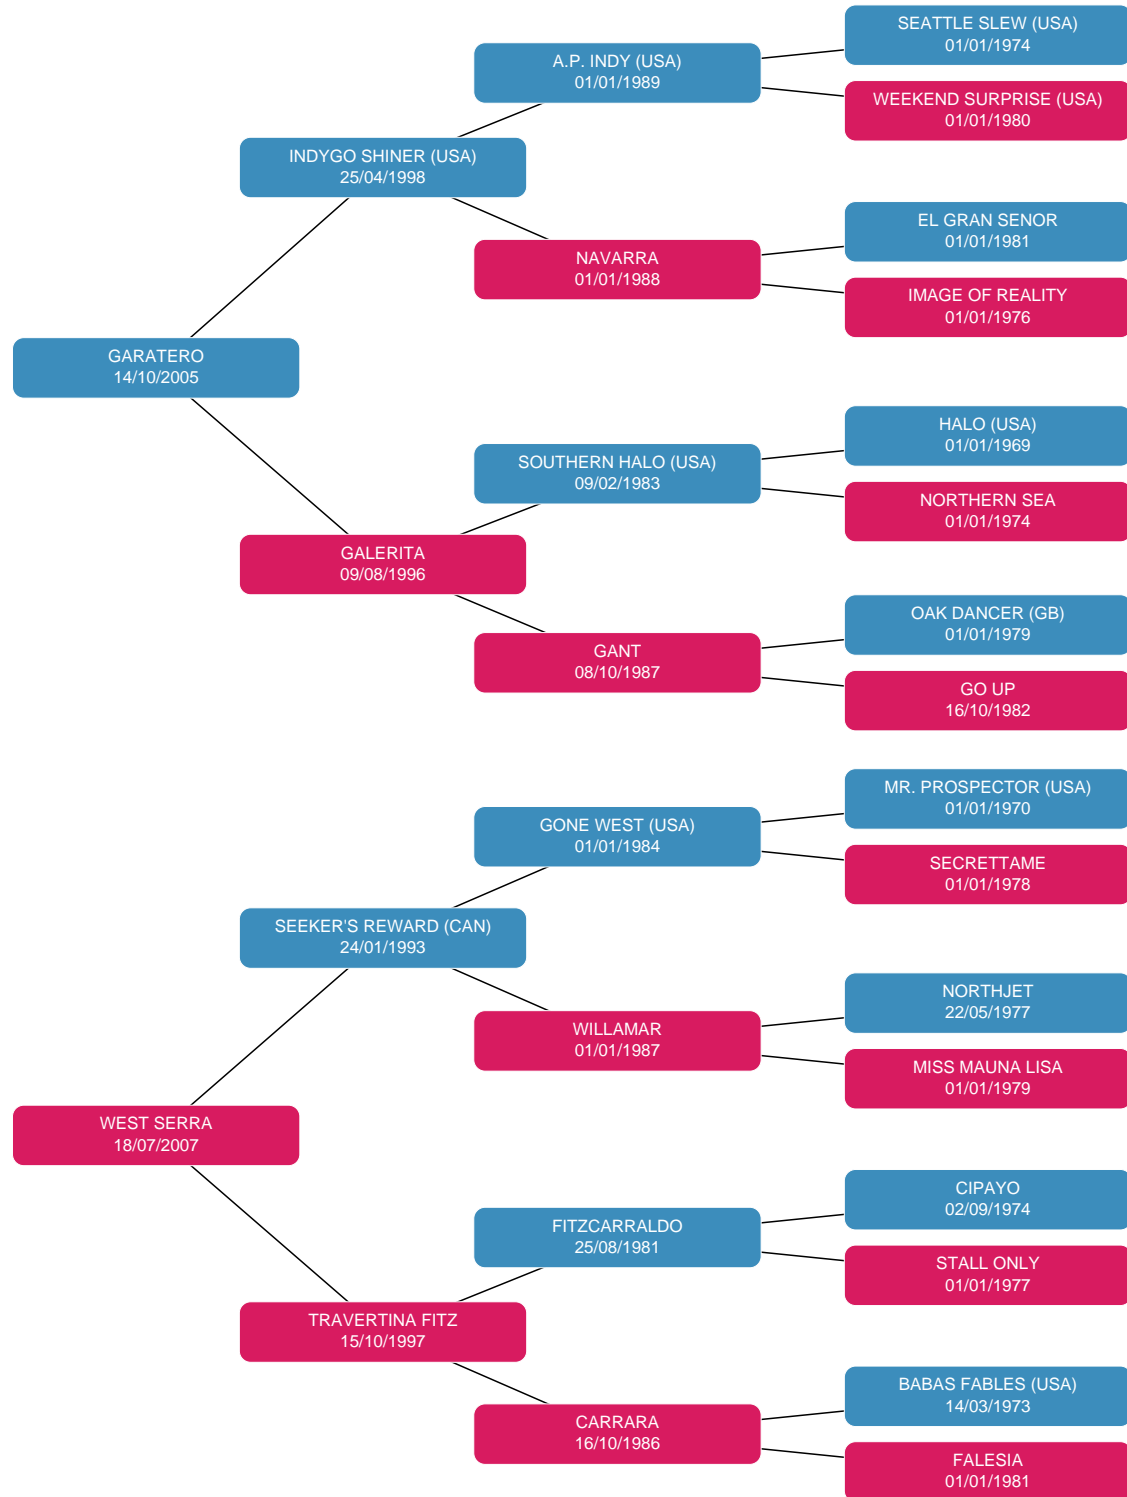 SEATTLE SLEW (USA)
01/01/1974
A.P. INDY (USA)
01/01/1989
WEEKEND SURPRISE (USA)
01/01/1980
INDYGO SHINER (USA)
25/04/1998
EL GRAN SENOR
01/01/1981
NAVARRA
01/01/1988
IMAGE OF REALITY
01/01/1976
GARATERO
14/10/2005
HALO (USA)
01/01/1969
SOUTHERN HALO (USA)
09/02/1983
NORTHERN SEA
01/01/1974
GALERITA
09/08/1996
OAK DANCER (GB)
01/01/1979
GANT
08/10/1987
GO UP
16/10/1982
MR. PROSPECTOR (USA)
01/01/1970
GONE WEST (USA)
01/01/1984
SECRETTAME
01/01/1978
SEEKER'S REWARD (CAN)
24/01/1993
NORTHJET
22/05/1977
WILLAMAR
01/01/1987
MISS MAUNA LISA
01/01/1979
WEST SERRA
18/07/2007
CIPAYO
02/09/1974
FITZCARRALDO
25/08/1981
STALL ONLY
01/01/1977
TRAVERTINA FITZ
15/10/1997
BABAS FABLES (USA)
14/03/1973
CARRARA
16/10/1986
FALESIA
01/01/1981